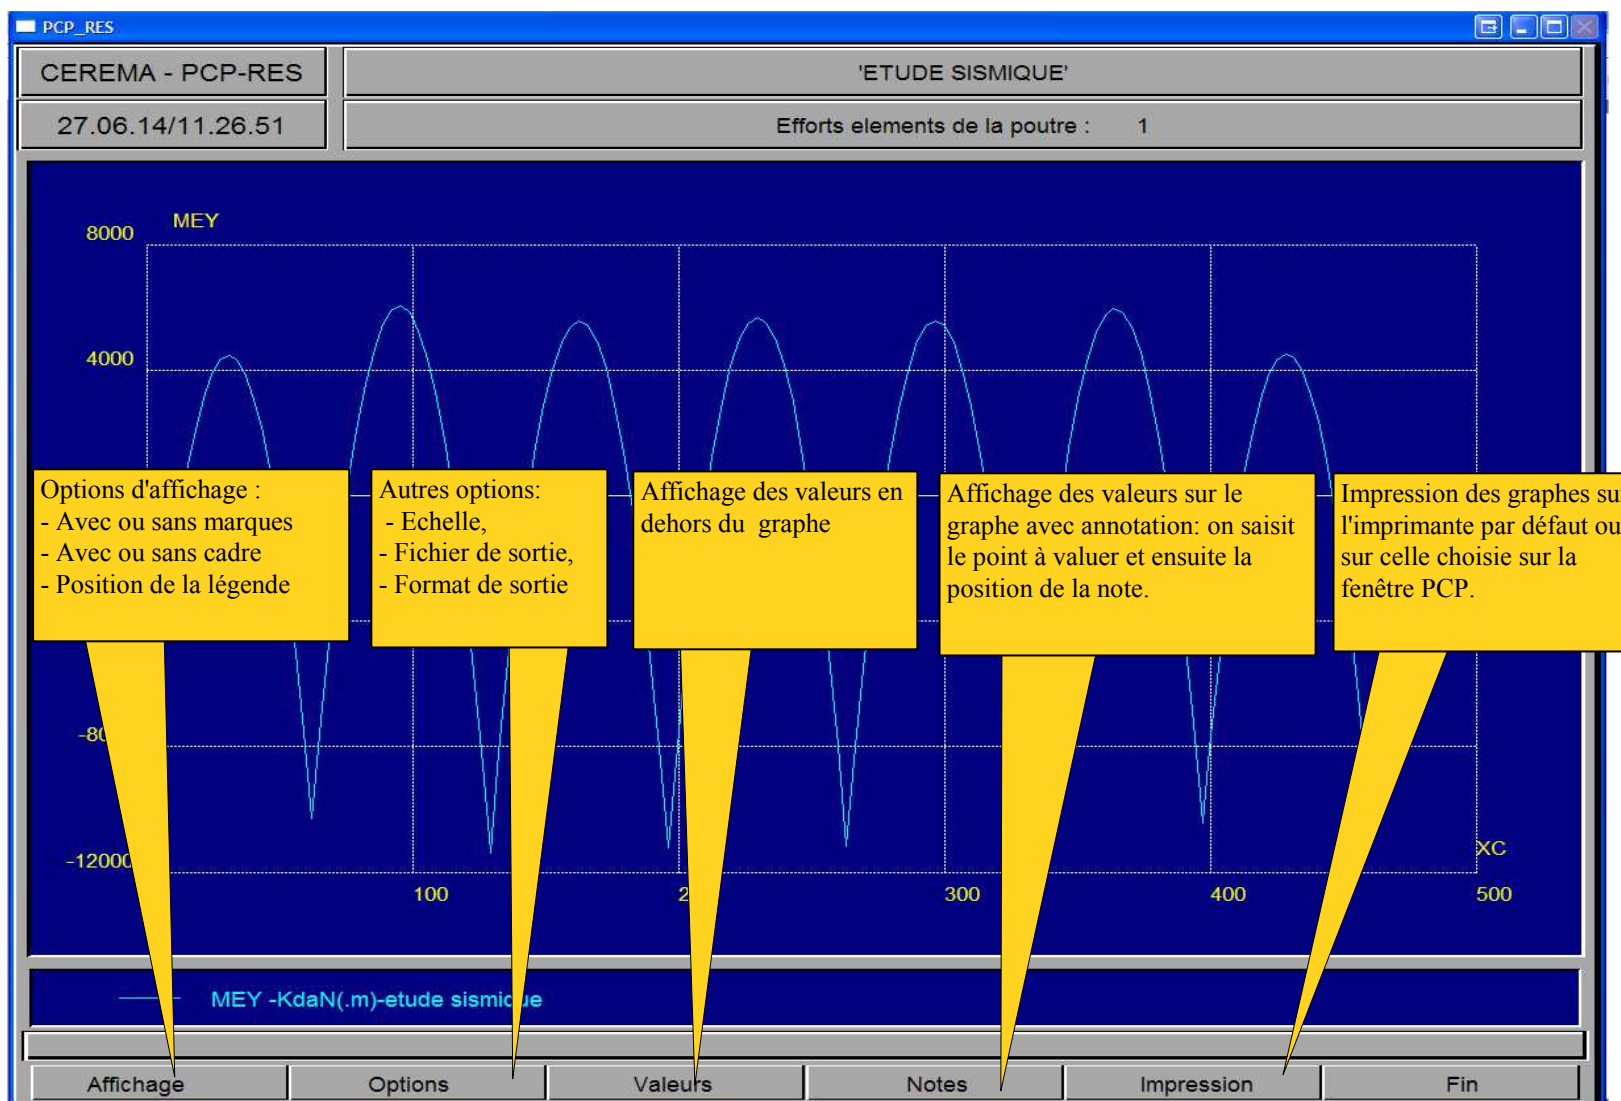 PCP_RES
CEREMA - PCP-RES
'ETUDE SISMIQUE'
27.06.14/11.26.51
Efforts elements de la poutre : 1
MEY
8000
4000
Options d'affichage :
- Avec ou sans marques
- Avec ou sans cadre
- Position de la légende
Autres options:
- Echelle,
- Fichier de sortie,
- Format de sortie
Affichage des valeurs en
dehors du graphe
Affichage des valeurs sur le
graphe avec annotation: on saisit
le point à valuer et ensuite la
position de la note.
Impression des graphes su
l'imprimante par défaut ou
sur celle choisie sur la
fenêtre PCP.
-12000
XC
100
300
400
500
MEY -KdaN(.m)-etude sismique
Affichage
Options
Valeurs
Notes
Impression
Fin